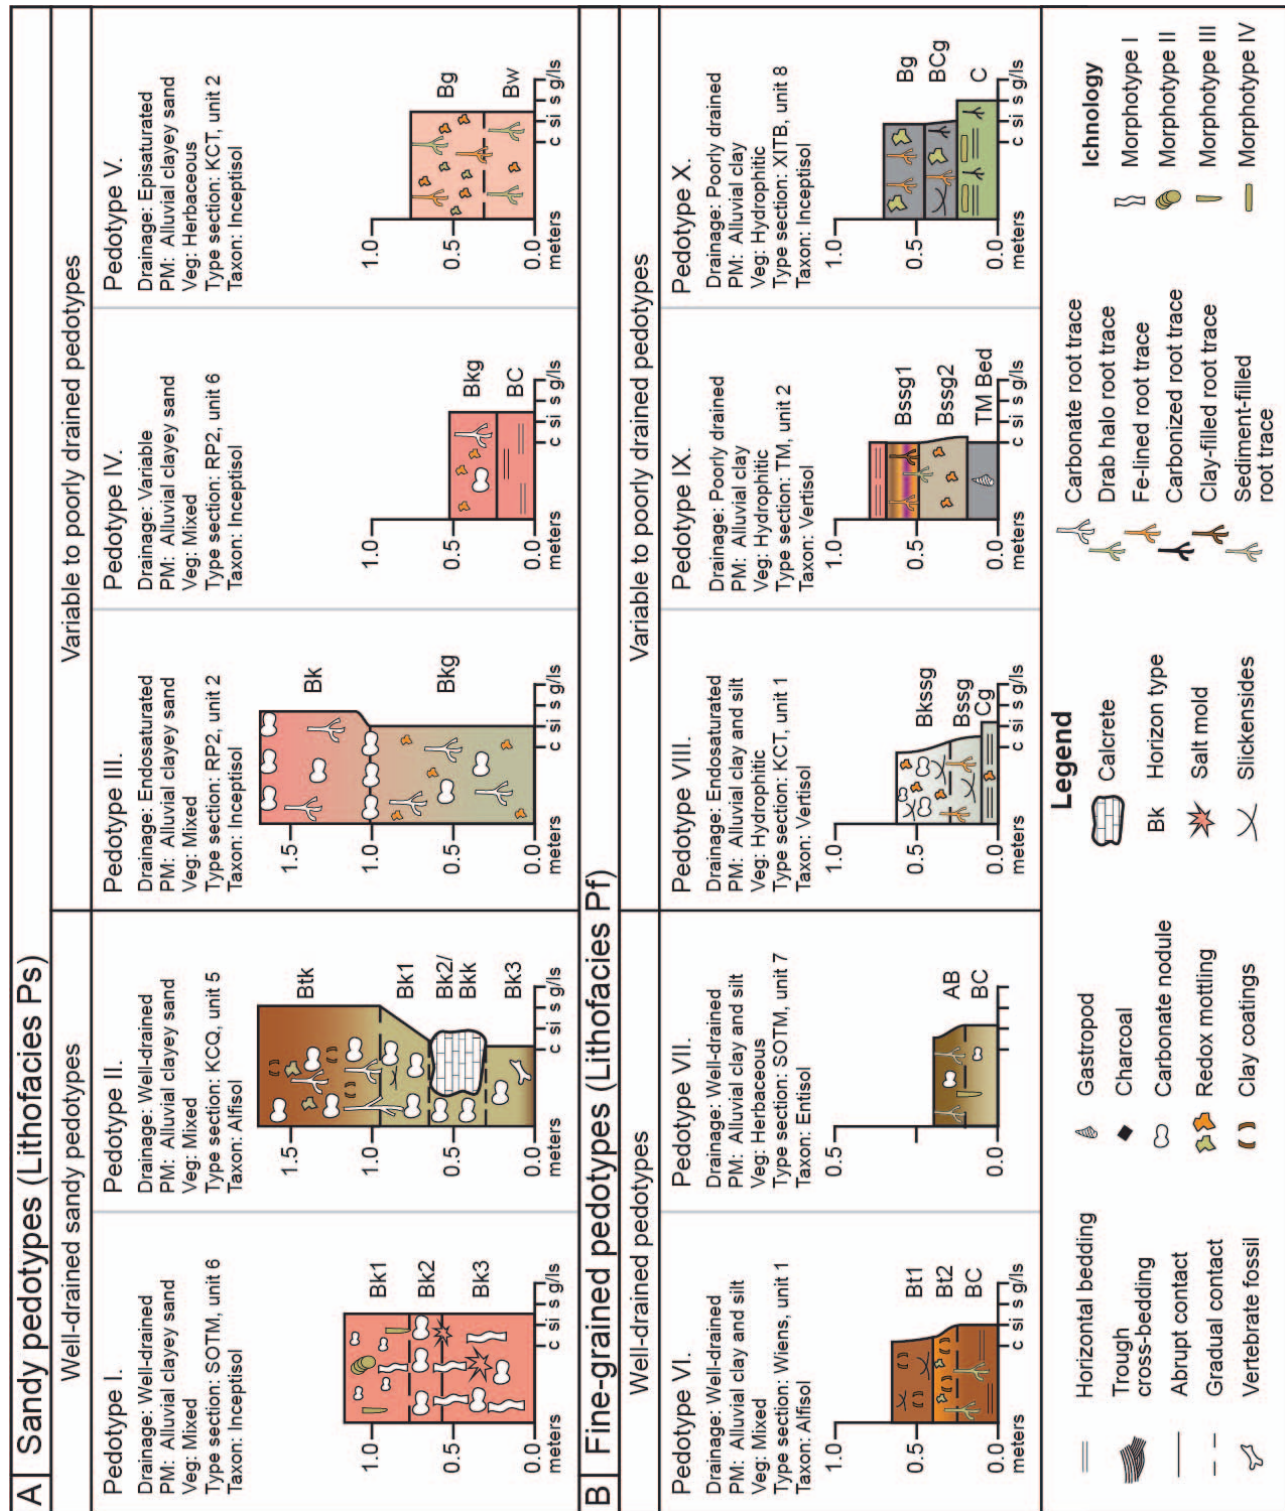 A Sandy pedotypes (Lithofacies Ps)
Well-drained sandy pedotypes
Variable to poorly drained pedotypes
Pedotype I.
Drainage: Well-drained
PM: Alluvial clayey sand
Veg: Mixed
Type section: SOTM, unit 6
Taxon: Inceptisol
1.0
0.5
0.0
meters
Bk1
Bk2
Bk3
c si s g/ls
Pedotype II.
Drainage: Well-drained
PM: Alluvial clayey sand
Veg: Mixed
Type section: KCQ, unit 5
Taxon: Alfisol
1.5
1.0
0.5
0.0
meters
Btk
Bk1
Bk2/
Bkk
Bk3
c si s g/ls
Pedotype III.
Drainage: Endosaturated
PM: Alluvial clayey sand
Veg: Mixed
Type section: RP2, unit 2
Taxon: Inceptisol
1.5
1.0
0.5
0.0
meters
Bk
Bkg
c si s g/ls
Pedotype IV.
Drainage: Variable
PM: Alluvial clayey sand
Veg: Mixed
Type section: RP2, unit 6
Taxon: Inceptisol
1.0
0.5
0.0
meters
Bkg
BC
c si s g/ls
Pedotype V.
Drainage: Episaturated
PM: Alluvial clayey sand
Veg: Herbaceous
Type section: KCT, unit 2
Taxon: Inceptisol
1.0
0.5
0.0
meters
Bg
Bw
c si s g/ls
B Fine-grained pedotypes (Lithofacies Pf)
Well-drained pedotypes
Variable to poorly drained pedotypes
Pedotype VI.
Drainage: Well-drained
PM: Alluvial clay and silt
Veg: Mixed
Type section: Wiens, unit 1
Taxon: Alfisol
1.0
0.5
0.0
meters
Bt1
Bt2
BC
c si s g/ls
Pedotype VII.
Drainage: Well-drained
PM: Alluvial clay and silt
Veg: Herbaceous
Type section: SOTM, unit 7
Taxon: Entisol
0.5
0.0
AB
BC
c si s g/ls
Pedotype VIII.
Drainage: Endosaturated
PM: Alluvial clay and silt
Veg: Hydrophitic
Type section: KCT, unit 1
Taxon: Vertisol
1.0
0.5
0.0
meters
Bkssg
Bssg
Cg
c si s g/ls
Pedotype IX.
Drainage: Poorly drained
PM: Alluvial clay
Veg: Hydrophitic
Type section: TM, unit 2
Taxon: Vertisol
1.0
0.5
0.0
meters
Bssg1
Bssg2
TM Bed
c si s g/ls
Pedotype X.
Drainage: Poorly drained
PM: Alluvial clay
Veg: Hydrophitic
Type section: XITB, unit 8
Taxon: Inceptisol
1.0
0.5
0.0
meters
Bg
BCg
C
c si s g/ls
Legend
Horizontal bedding
Trough
cross-bedding
Abrupt contact
Gradual contact
Vertebrate fossil
Gastropod
Charcoal
Carbonate nodule
Redox mottling
Clay coatings
Calcrete
Bk Horizon type
Salt mold
Slickensides
Carbonate root trace
Drab halo root trace
Fe-lined root trace
Carbonized root trace
Clay-filled root trace
Sediment-filled
root trace
Ichnology
Morphotype I
Morphotype II
Morphotype III
Morphotype IV